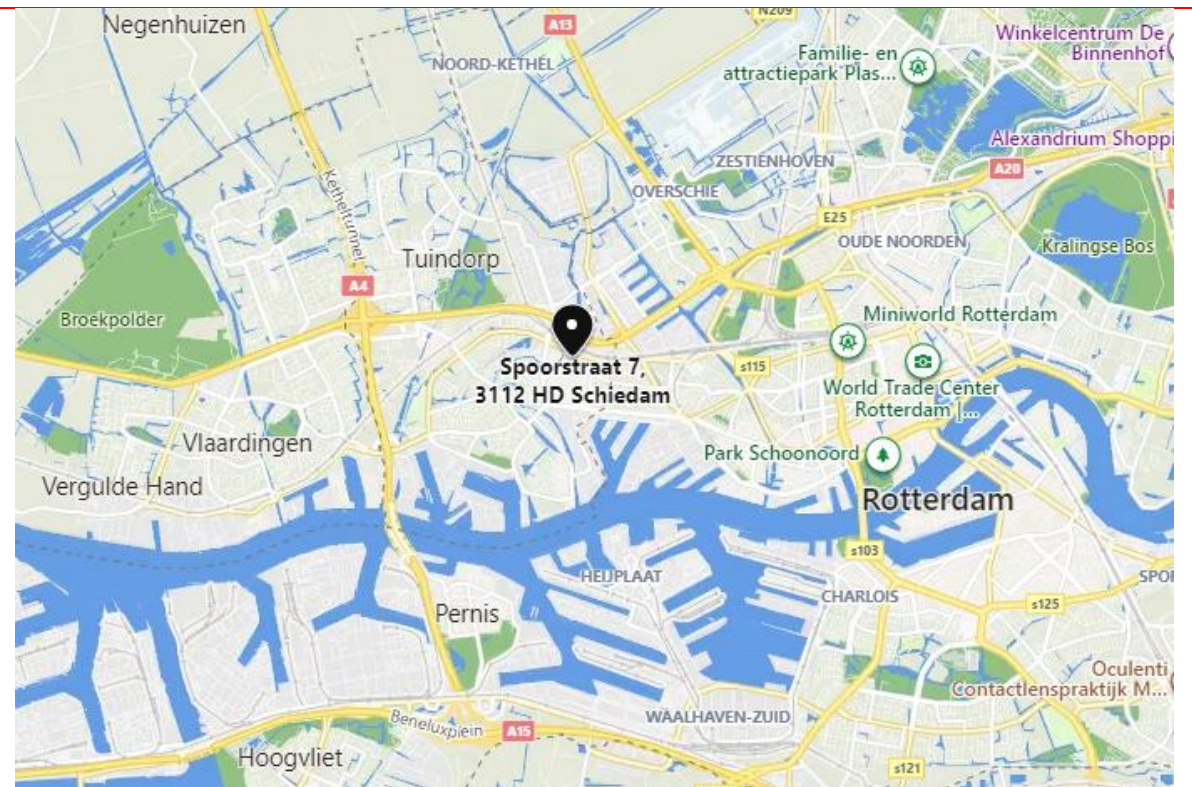 Negenhuizen
A13
N209
Winkelcentrum De
Binnenhof
NOORD-KETHEL
Familie- en
attractiepark Plas...
Alexandrium Shoppi
A20
ZESTIENHOVEN
OVERSCHIE
Ketheltunnel
E25
OUDE NOORDEN
Kralingse Bos
Tuindorp
A4
Broekpolder
Miniworld Rotterdam
Spoorstraat 7,
3112 HD Schiedam
s115
World Trade Center
Rotterdam |...
Vlaardingen
Park Schoonoord
Vergulde Hand
Rotterdam
s103
HEIJPLAAT
SPO
CHARLOIS
s125
Pernis
Oculenti
Contactlenspraktijk M...
Beneluxplein
A15
WAALHAVEN-ZUID
Hoogvliet
s121